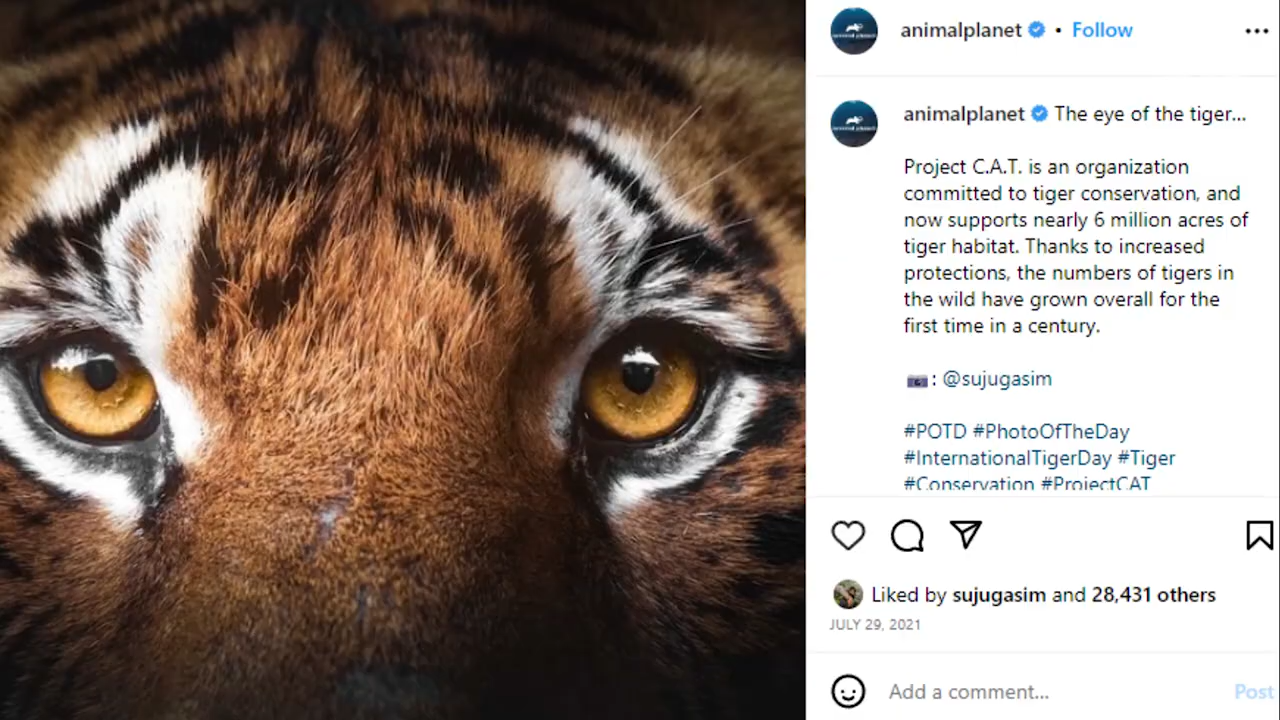 animalplanet • Follow
animalplanet The eye of the tiger...
Project C.A.T. is an organization
committed to tiger conservation, and
now supports nearly 6 million acres of
tiger habitat. Thanks to increased
protections, the numbers of tigers in
the wild have grown overall for the
first time in a century.
: @sujugasim
#POTD #PhotoOfTheDay
#InternationalTigerDay #Tiger
#Conservation #ProjectCAT
Liked by sujugasim and 28,431 others
JULY 29, 2021
Add a comment... Post